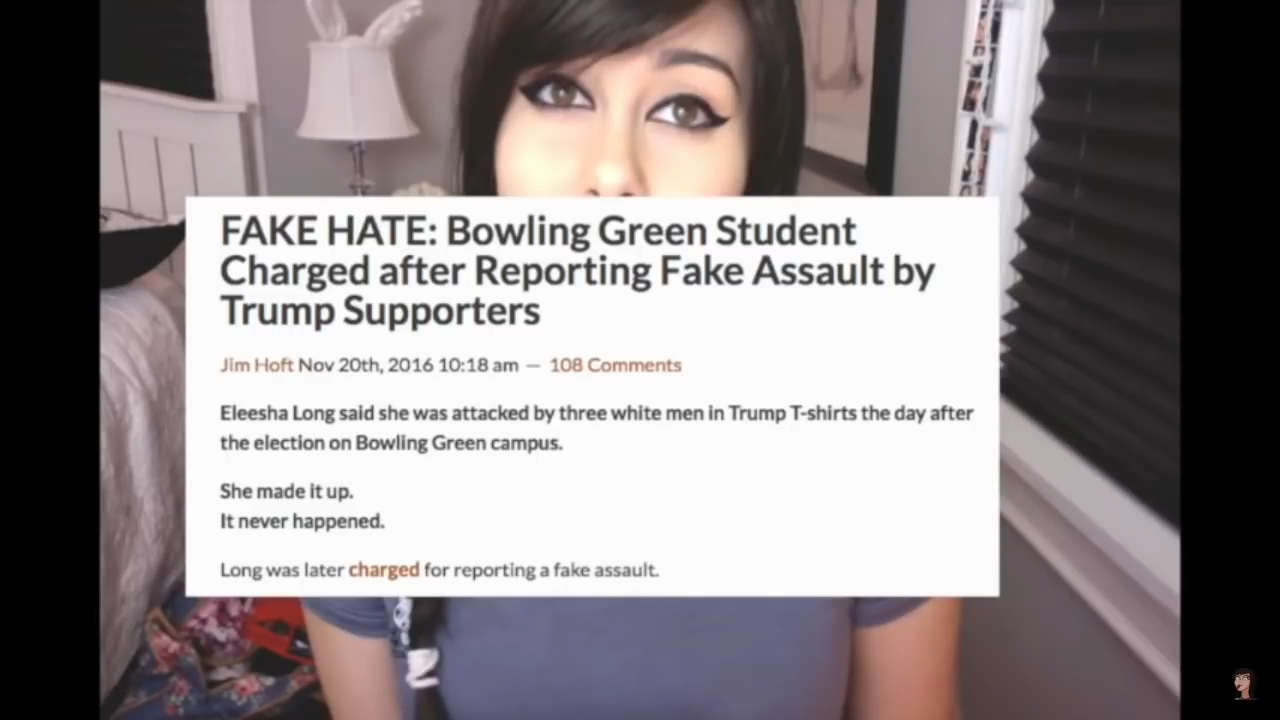 FAKE HATE: Bowling Green Student
Charged after Reporting Fake Assault by
Trump Supporters
Jim Hoft Nov 20th, 2016 10:18 am — 108 Comments
Eleesha Long said she was attacked by three white men in Trump T-shirts the day after
the election on Bowling Green campus.
She made it up.
It never happened.
Long was later charged for reporting a fake assault.